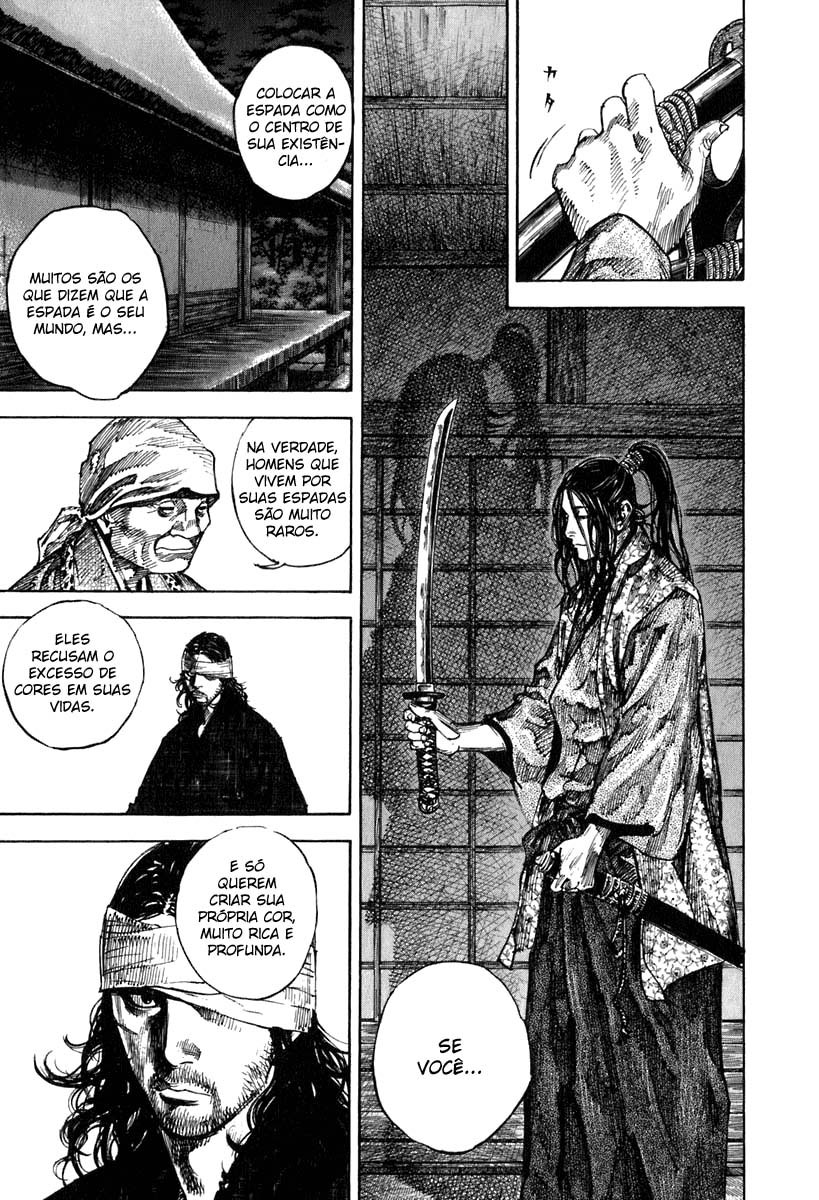 カタ
SE
VOCÊ...
COLOCAR A
ESPADA COMO
O CENTRO DE
SUA EXISTÊN-
CIA...
MUITOS SÃO OS
QUE DIZEM QUE A
ESPADA É O SEU
MUNDO, MAS...
NA VERDADE,
HOMENS QUE
VIVEM POR
SUAS ESPADAS
SÃO MUITO
RAROS.
ELES
RECUSAM O
EXCESSO DE
CORES EM SUAS
VIDAS.
E SÓ
QUEREM
CRIAR SUA
PRÓPRIA COR,
MUITO RICA E
PROFUNDA.